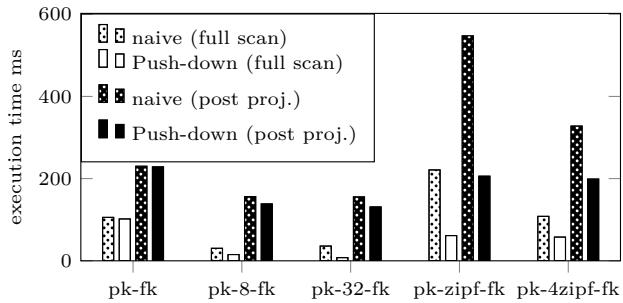 600
400
200
0
execution time ms
naive (full scan)
Push-down (full scan)
naive (post proj.)
Push-down (post proj.)
pk-fk pk-8-fk pk-32-fk pk-zipf-fk pk-4zipf-fk